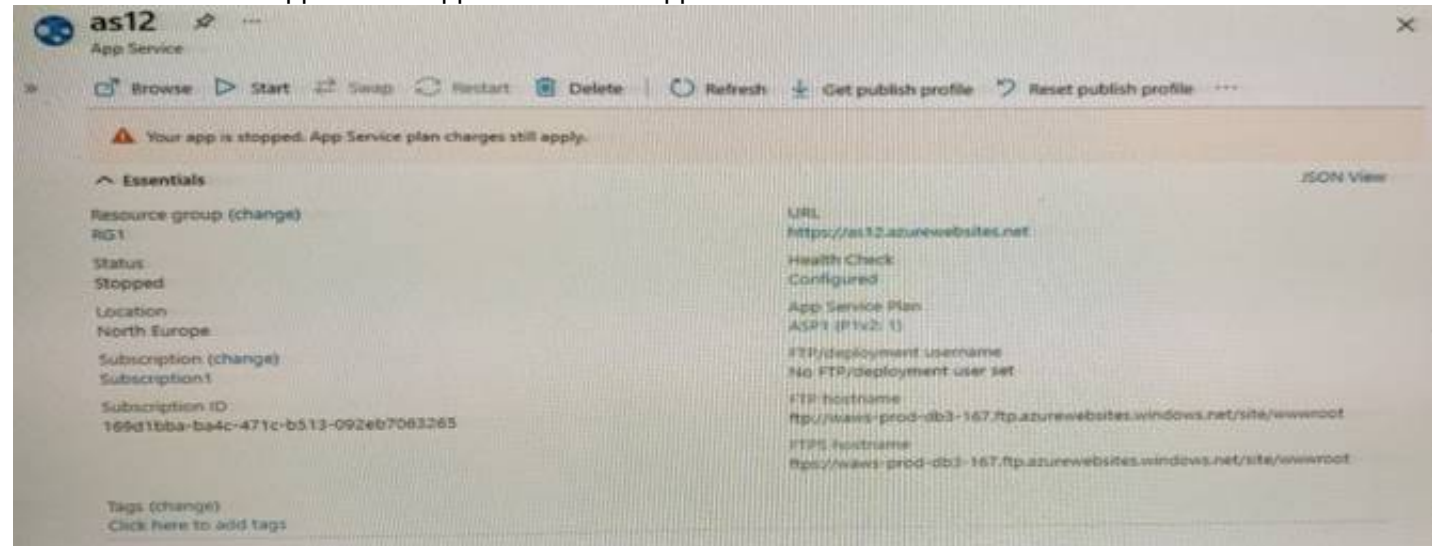 as12
App Service
Browse Start Swap Restart Delete Refresh Get publish profile Reset publish profile
Your app is stopped. App Service plan charges still apply.
Essentials
JSON View
Resource group (change)
RG1
Status
Stopped
Location
North Europe
Subscription (change)
Subscription1
Subscription ID
169d1bba-ba4c-471c-b513-092eb7063265
Tags (change)
Click here to add tags
URL
https://as12.azurewebsites.net
Health Check
Configured
App Service Plan
ASP1 (P1v2: 1)
FTP/deployment username
No FTP/deployment user set
FTP hostname
ftp://waws-prod-db3-167.ftp.azurewebsites.windows.net/site/wwwroot
FTPS hostname
ftps://waws-prod-db3-167.ftp.azurewebsites.windows.net/site/wwwroot